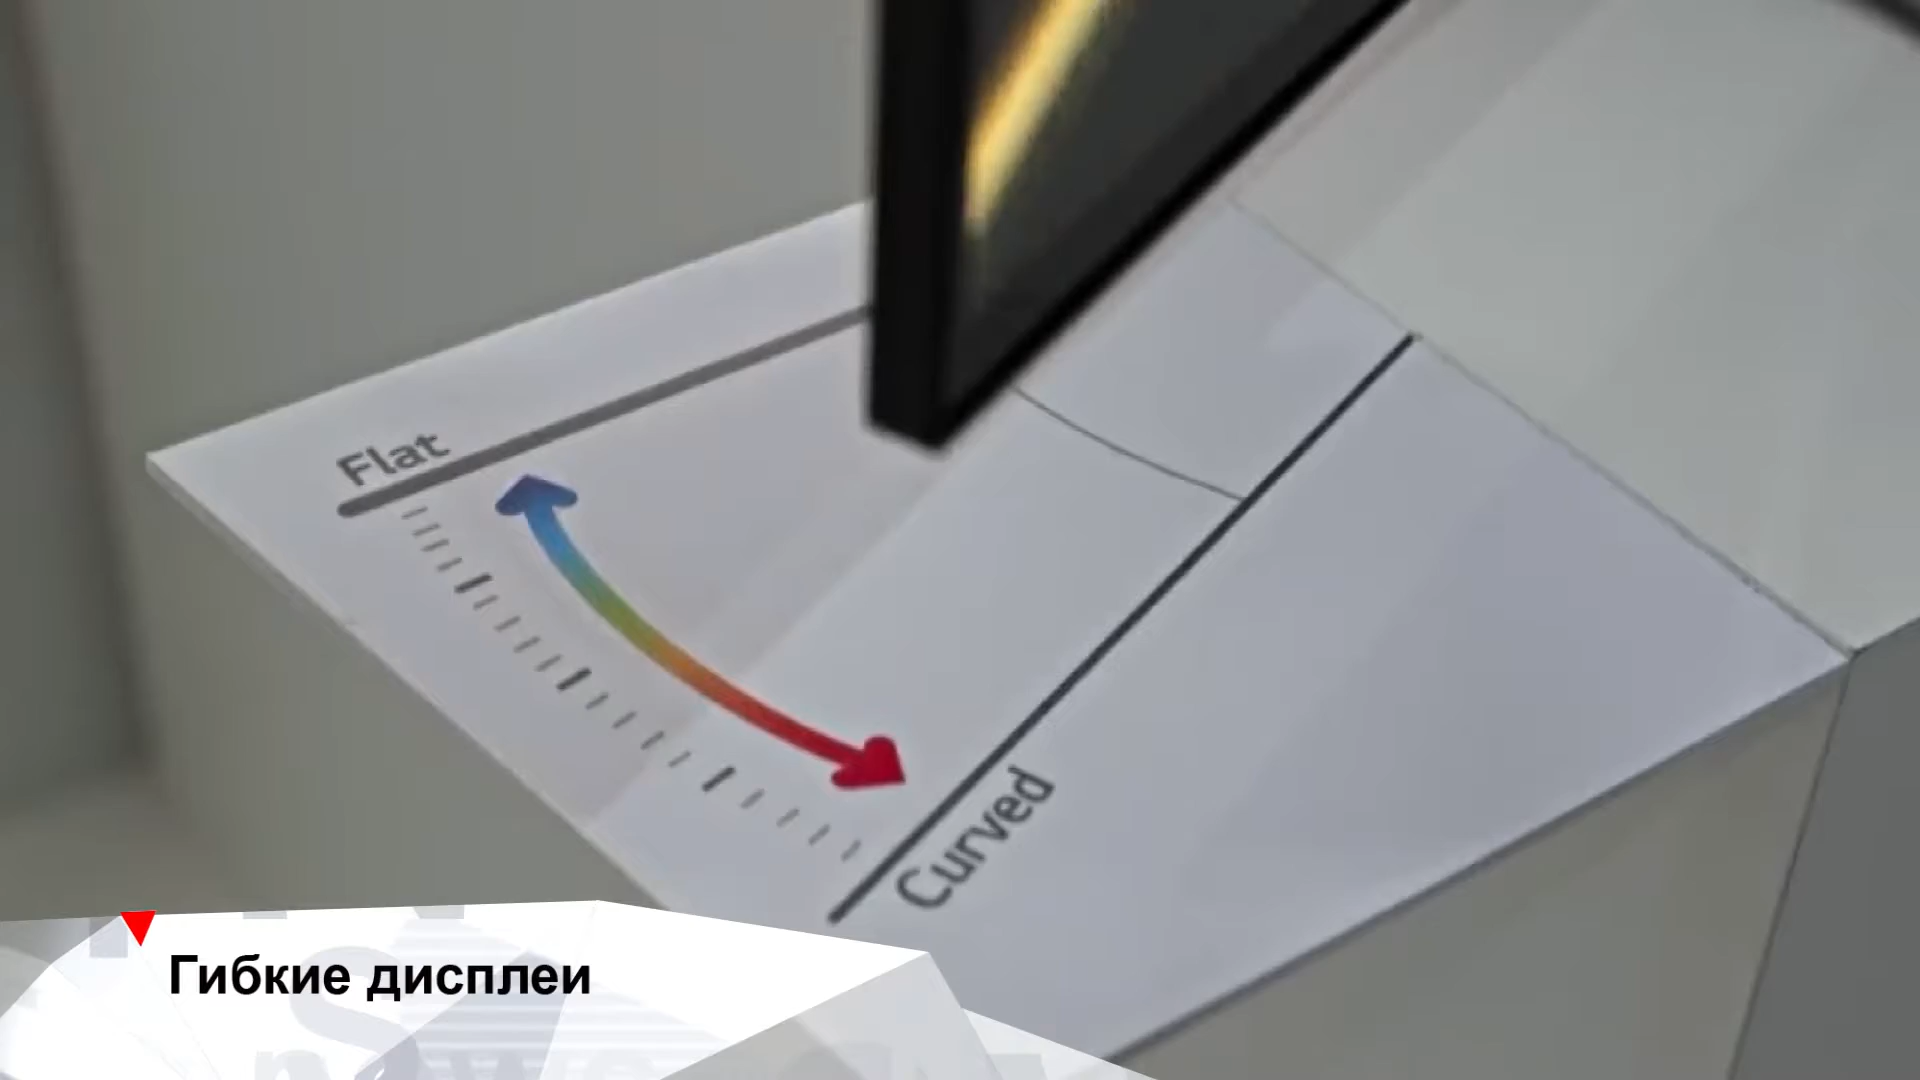 Flat
Curved
Гибкие дисплеи